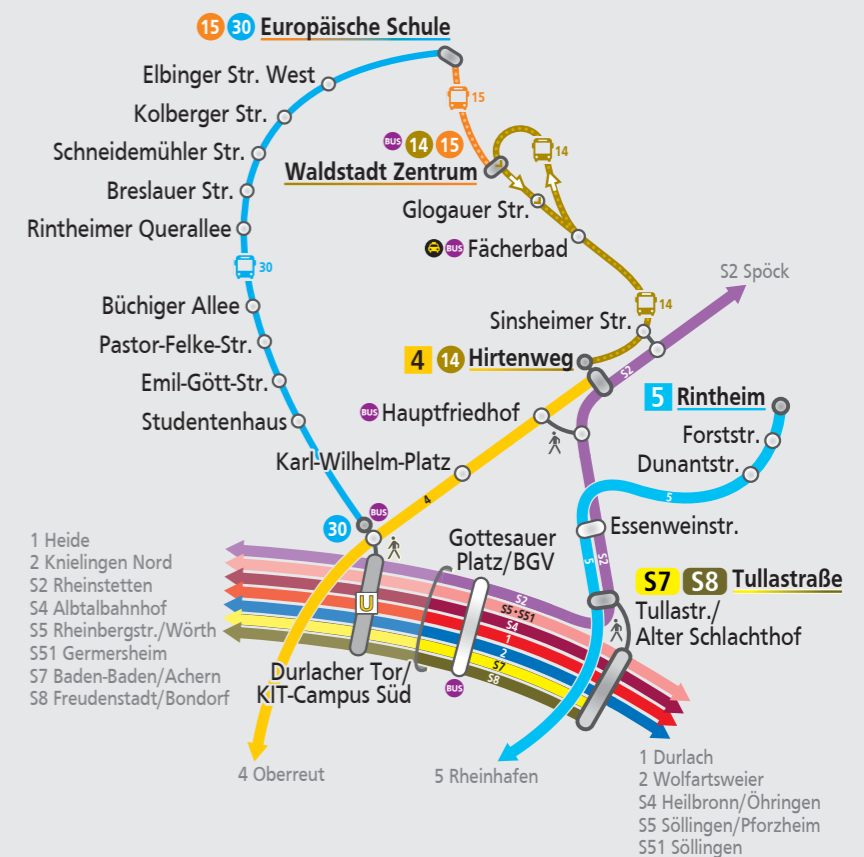 15 30 Europäische Schule
Elbinger Str. West
15
Kolberger Str.
Schneidemühler Str.
BUS 14 15
14
Waldstadt Zentrum
Breslauer Str.
Glogauer Str.
Rintheimer Querallee
BUS Fächerbad
30
S2 Spöck
Büchiger Allee
14
Sinsheimer Str.
Pastor-Felke-Str.
4 14 Hirtenweg
S2
Emil-Gött-Str.
5 Rintheim
BUS Hauptfriedhof
Studentenhaus
Forststr.
Karl-Wilhelm-Platz
Dunantstr.
4
5
BUS
30
Essenweinstr.
Gottesauer
Platz/BGV
5
S2
1 Heide
2 Knielingen Nord
S2 Rheinstetten
S4 Albtalbahnhof
S5 Rheinbergstr./Wörth
S51 Germersheim
S7 Baden-Baden/Achern
S8 Freudenstadt/Bondorf
U
S2
S5 • S51
S4
1
2
S7
S8
S7 S8 Tullastraße
Tullastr./
Alter Schlachthof
Durlacher Tor/
KIT-Campus Süd
BUS
4 Oberreut
5 Rheinhafen
1 Durlach
2 Wolfartsweier
S4 Heilbronn/Öhringen
S5 Söllingen/Pforzheim
S51 Söllingen